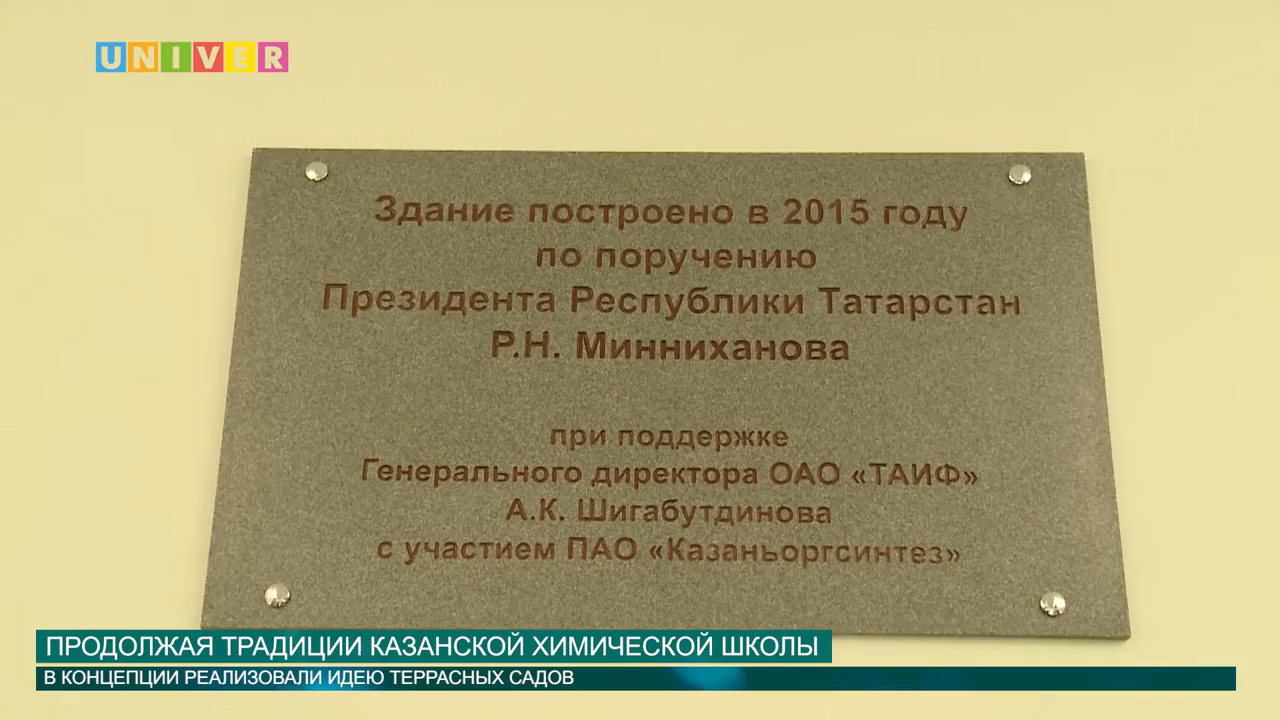 UNIVER
Здание построено в 2015 году
по поручению
Президента Республики Татарстан
Р.Н. Минниханова
при поддержке
Генерального директора ОАО «ТАИФ»
А.К. Шигабутдинова
с участием ПАО «Казаньоргсинтез»
ПРОДОЛЖАЯ ТРАДИЦИИ КАЗАНСКОЙ ХИМИЧЕСКОЙ ШКОЛЫ
В КОНЦЕПЦИИ РЕАЛИЗОВАЛИ ИДЕЮ ТЕРРАСНЫХ САДОВ